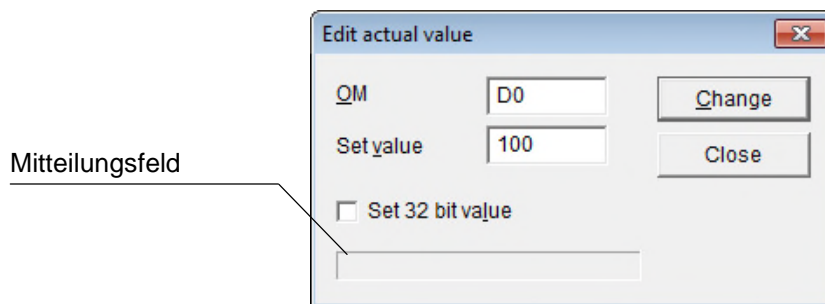 Edit actual value
OM D0 Change
Set value 100 Close
Mitteilungsfeld
Set 32 bit value